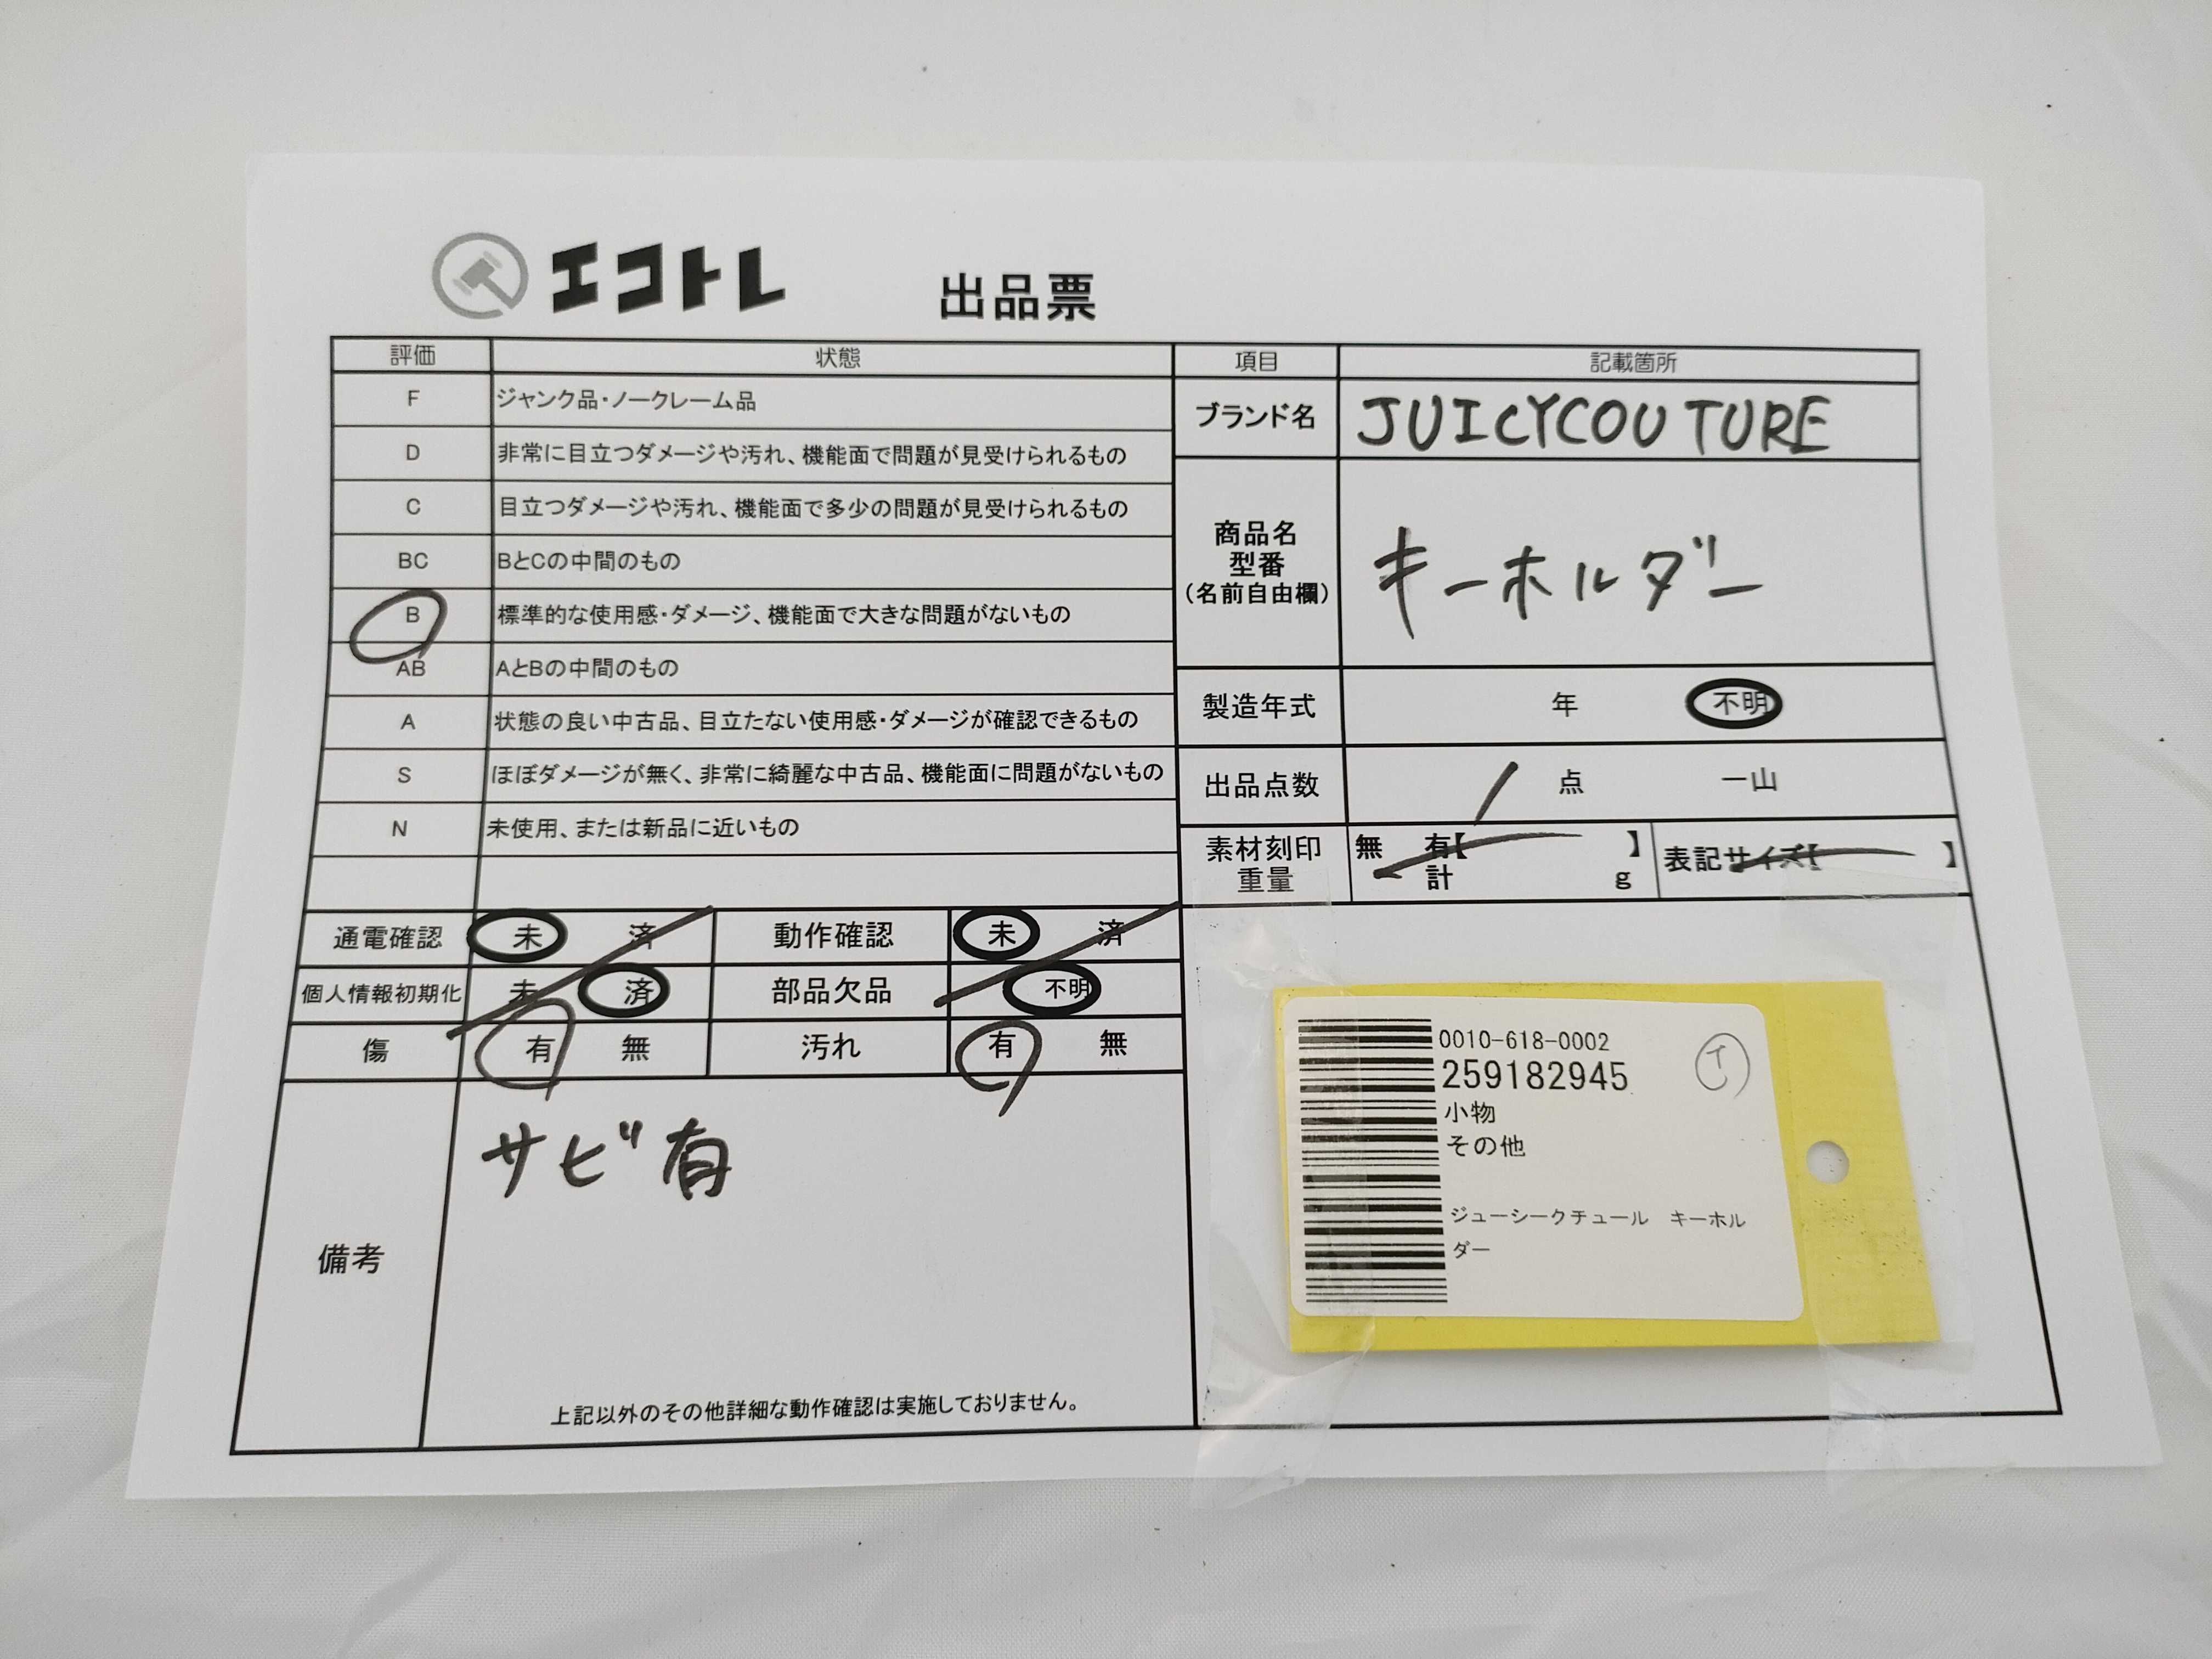 エコトレ 出品票
評価 状態 項目 記載箇所
F ジャンク品・ノークレーム品
D 非常に目立つダメージや汚れ、機能面で問題が見受けられるもの
C 目立つダメージや汚れ、機能面で多少の問題が見受けられるもの
BC BとCの中間のもの
B 標準的な使用感・ダメージ、機能面で大きな問題がないもの
AB AとBの中間のもの
A 状態の良い中古品、目立たない使用感・ダメージが確認できるもの
S ほぼダメージが無く、非常に綺麗な中古品、機能面に問題がないもの
N 未使用、または新品に近いもの
ブランド名 JUICYCOUTURE
商品名
型番
(名前自由欄)
キーホルダー
製造年式 年 不明
出品点数 1 点 一山
素材刻印 無 有【 】 表記サイズ【 】
重量 計 g
通電確認 未 済 動作確認 未 済
個人情報初期化 未 済 部品欠品 不明
傷 有 無 汚れ 有 無
備考
サビ有
上記以外のその他詳細な動作確認は実施しておりません。
0010-618-0002
259182945
小物
その他
ジューシークチュール キーホル
ダー